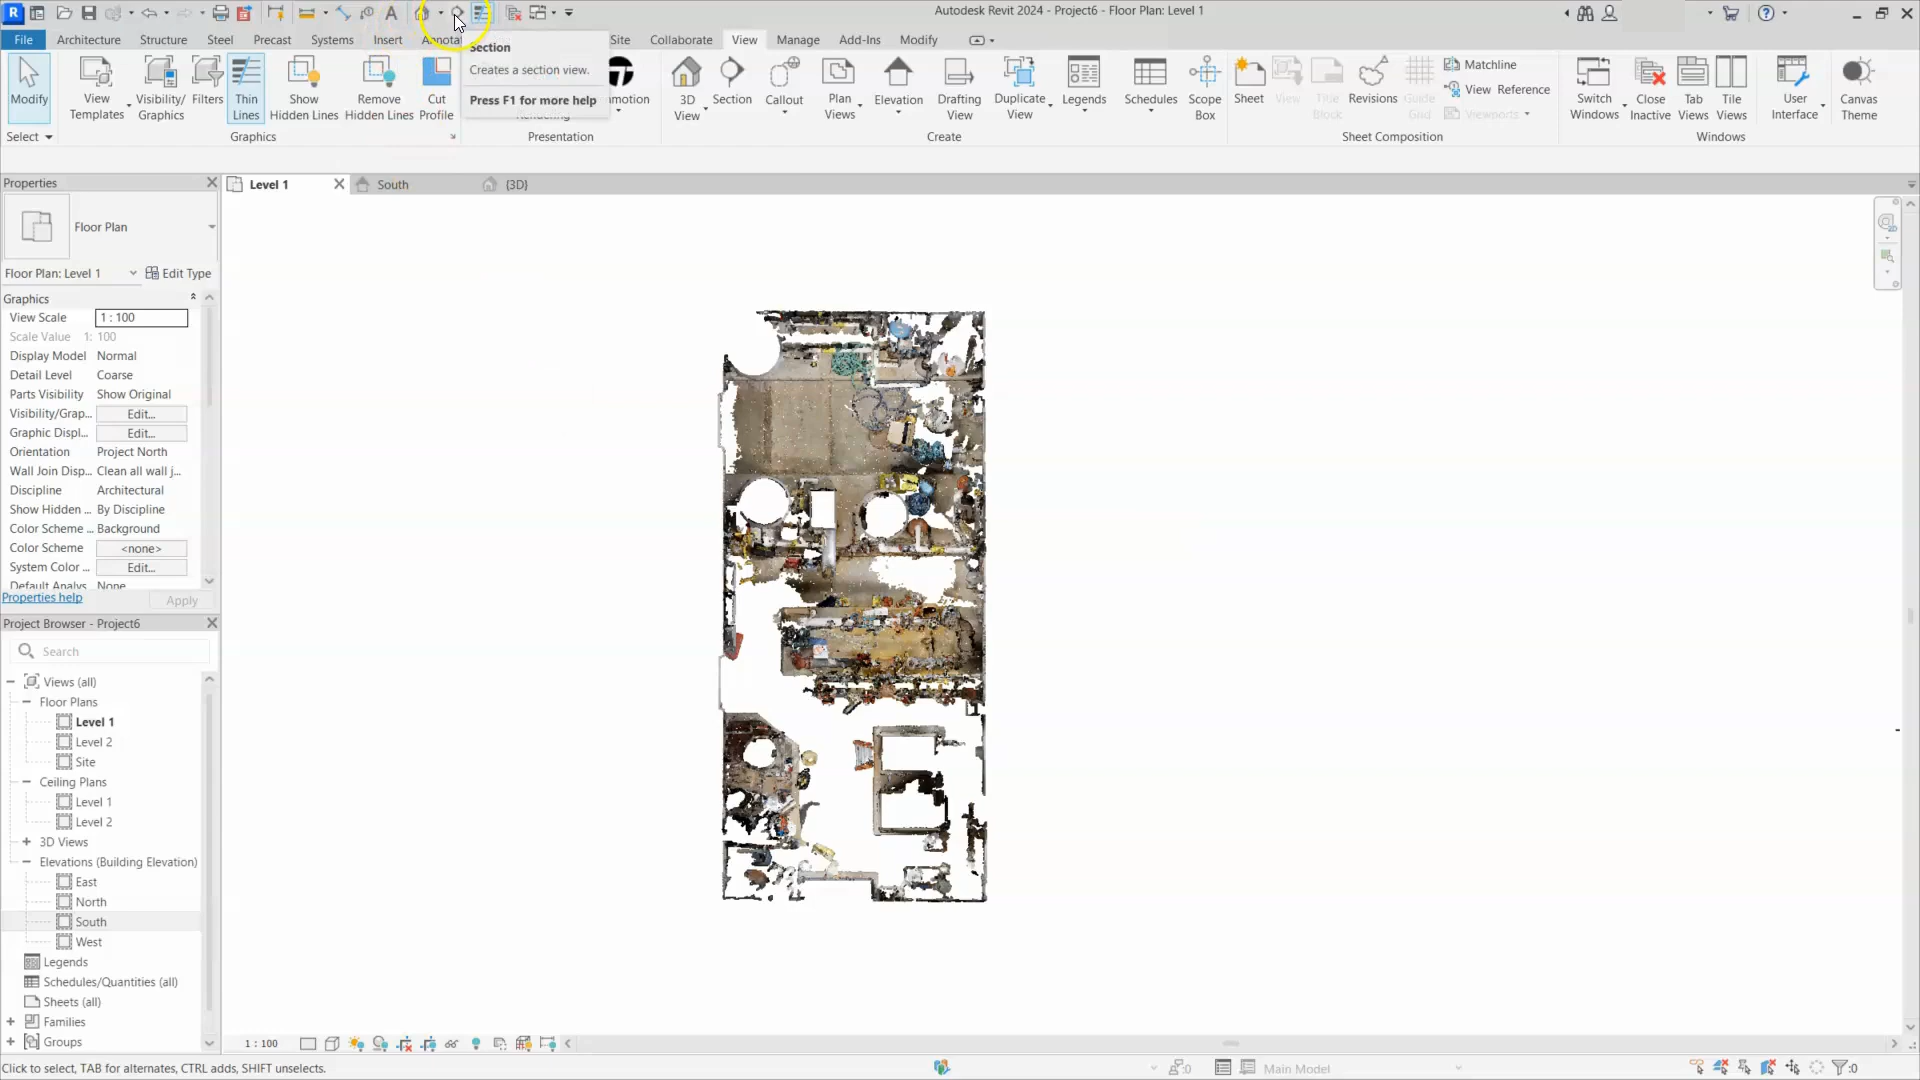 Autodesk Revit 2024 - Project6 - Floor Plan: Level 1
File Architecture Structure Steel Precast Systems Insert Annotat Site Collaborate View Manage Add-Ins Modify
Section
Creates a section view.
Press F1 for more help
Modify
View Templates
Visibility/ Graphics
Filters
Thin Lines
Show Hidden Lines
Remove Hidden Lines
Cut Profile
3D View
Section
Callout
Plan Views
Elevation
Drafting View
Duplicate View
Legends
Schedules
Scope Box
Sheet
View
Title Block
Revisions
Guide Grid
Matchline
View Reference
Viewports
Switch Windows
Close Inactive
Tab Views
Tile Views
User Interface
Canvas Theme
Select
Graphics
Presentation
Create
Sheet Composition
Windows
Properties
Level 1
South
{3D}
Floor Plan
Floor Plan: Level 1
Edit Type
Graphics
View Scale 1 : 100
Scale Value 1: 100
Display Model Normal
Detail Level Coarse
Parts Visibility Show Original
Visibility/Grap... Edit...
Graphic Displ... Edit...
Orientation Project North
Wall Join Disp... Clean all wall j...
Discipline Architectural
Show Hidden ... By Discipline
Color Scheme ... Background
Color Scheme <none>
System Color ... Edit...
Default Analys None
Properties help
Apply
Project Browser - Project6
Search
Views (all)
Floor Plans
Level 1
Level 2
Site
Ceiling Plans
Level 1
Level 2
3D Views
Elevations (Building Elevation)
East
North
South
West
Legends
Schedules/Quantities (all)
Sheets (all)
Families
Groups
1 : 100
Click to select, TAB for alternates, CTRL adds, SHIFT unselects.
:0
Main Model
:0